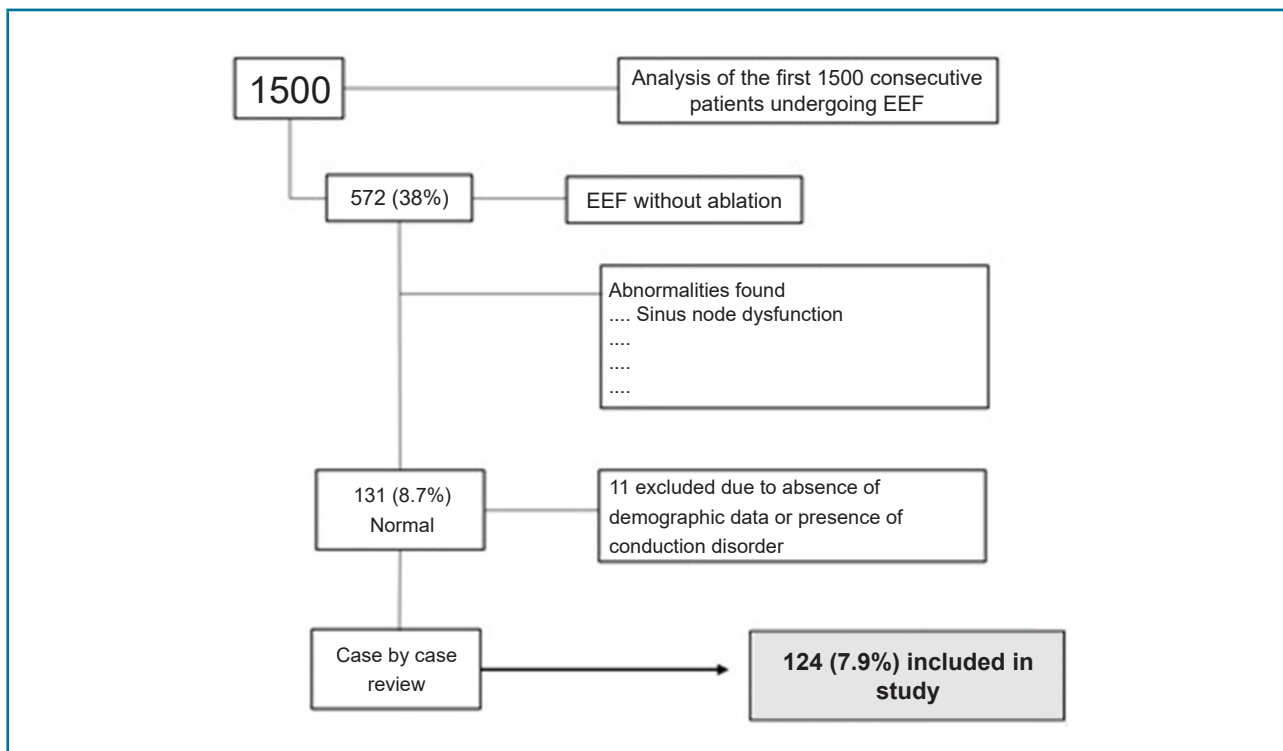 1500
Analysis of the first 1500 consecutive
patients undergoing EEF
572 (38%)
EEF without ablation
Abnormalities found
.... Sinus node dysfunction
....
....
....
131 (8.7%)
Normal
11 excluded due to absence of
demographic data or presence of
conduction disorder
Case by case
review
124 (7.9%) included in
study